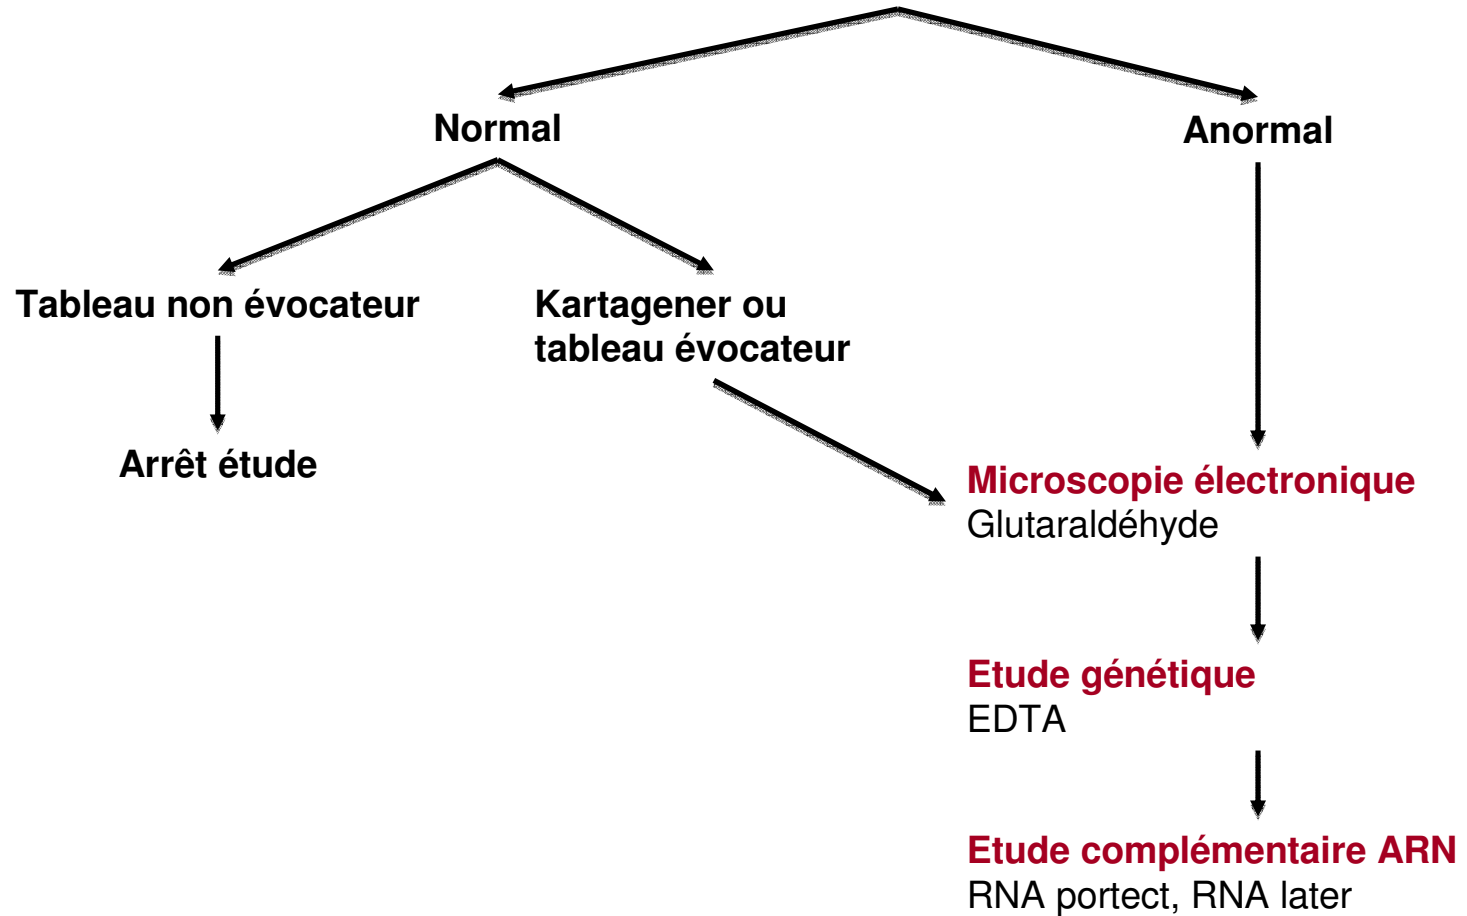 Normal
Anormal
Tableau non évocateur
Kartagener ou
tableau évocateur
Arrêt étude
Microscopie électronique
Glutaraldéhyde
Etude génétique
EDTA
Etude complémentaire ARN
RNA portect, RNA later